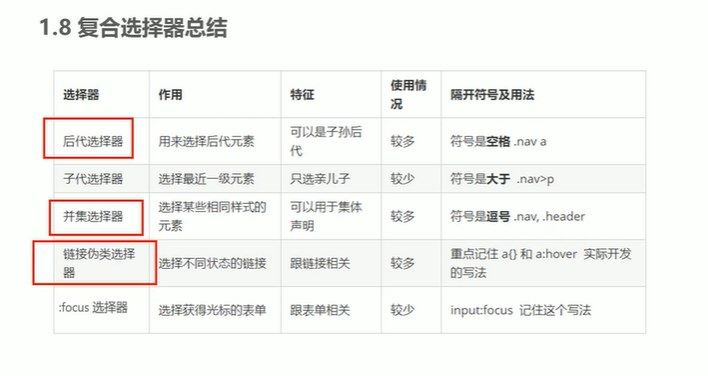 1.8 复合选择器总结
选择器 作用 特征 使用情
况 隔开符号及用法
后代选择器 用来选择后代元素 可以是子孙后
代 较多 符号是空格 .nav a
子代选择器 选择最近一级元素 只选亲儿子 较少 符号是大于 .nav>p
并集选择器 选择某些相同样式的
元素 可以用于集体
声明 较多 符号是逗号 .nav, .header
链接伪类选择
器 选择不同状态的链接 跟链接相关 较多 重点记住 a{} 和 a:hover 实际开发
的写法
:focus 选择器 选择获得光标的表单 跟表单相关 较少 input:focus 记住这个写法